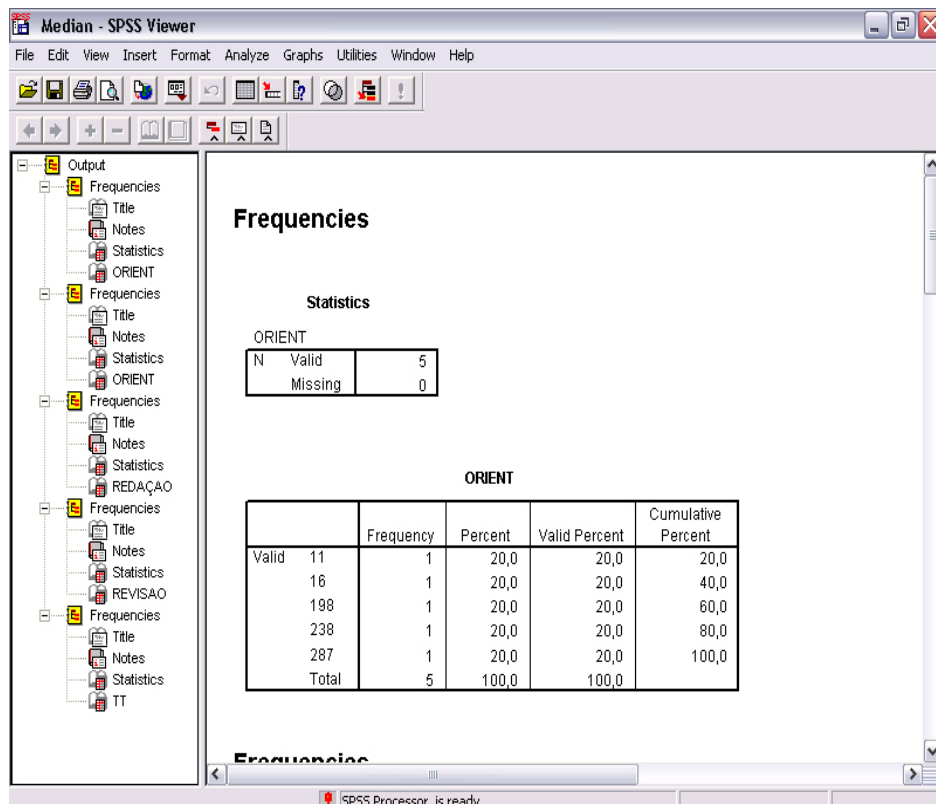 SPSS
Median - SPSS Viewer
File Edit View Insert Format Analyze Graphs Utilities Window Help
Output
Frequencies
Title
Notes
Statistics
ORIENT
Frequencies
Title
Notes
Statistics
ORIENT
Frequencies
Title
Notes
Statistics
REDAÇAO
Frequencies
Title
Notes
Statistics
REVISAO
Frequencies
Title
Notes
Statistics
TT
Frequencies
Statistics
ORIENT
N Valid 5
Missing 0
ORIENT
Frequency Percent Valid Percent Cumulative Percent
Valid 11 1 20,0 20,0 20,0
16 1 20,0 20,0 40,0
198 1 20,0 20,0 60,0
238 1 20,0 20,0 80,0
287 1 20,0 20,0 100,0
Total 5 100,0 100,0
Frequencies
SPSS Processor is ready